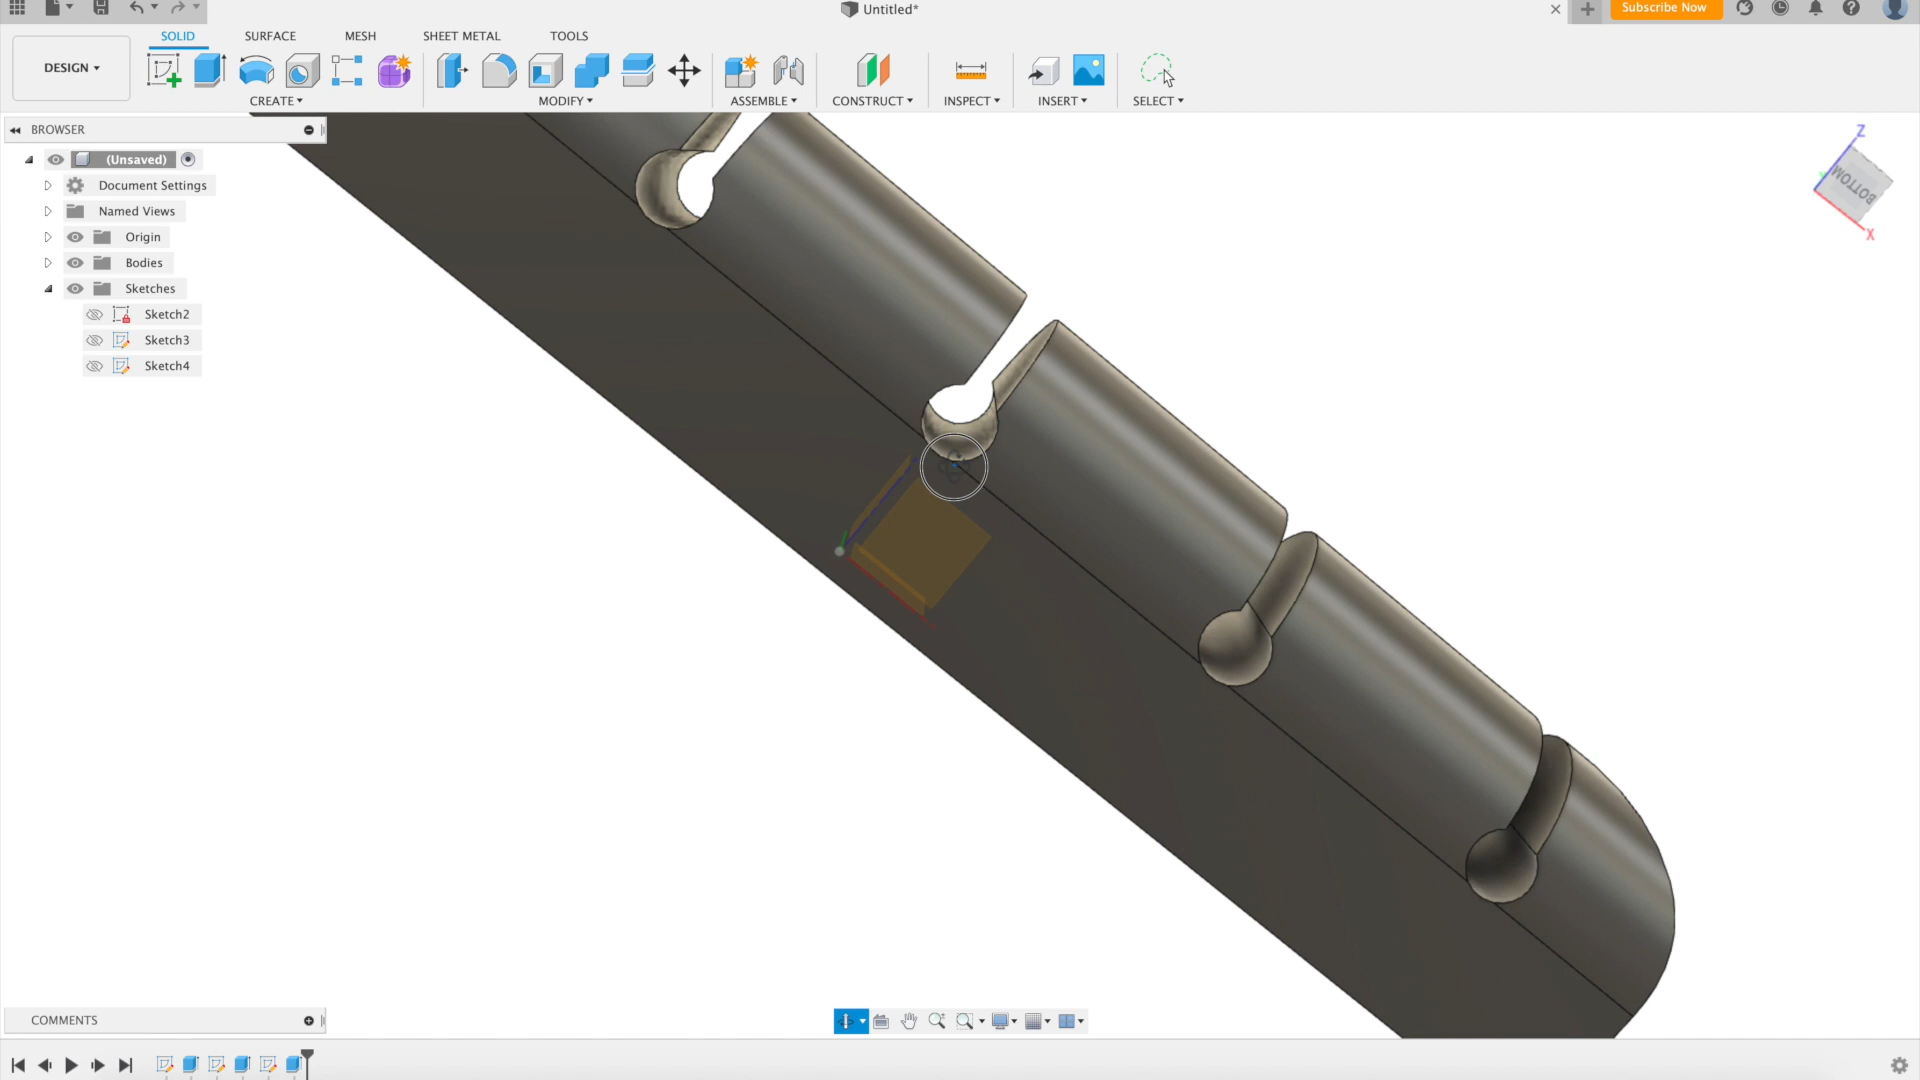 Untitled*
Subscribe Now
SOLID SURFACE MESH SHEET METAL TOOLS
DESIGN
CREATE MODIFY ASSEMBLE CONSTRUCT INSPECT INSERT SELECT
BROWSER
(Unsaved)
Document Settings
Named Views
Origin
Bodies
Sketches
Sketch2
Sketch3
Sketch4
Z
BOTTOM
X
COMMENTS